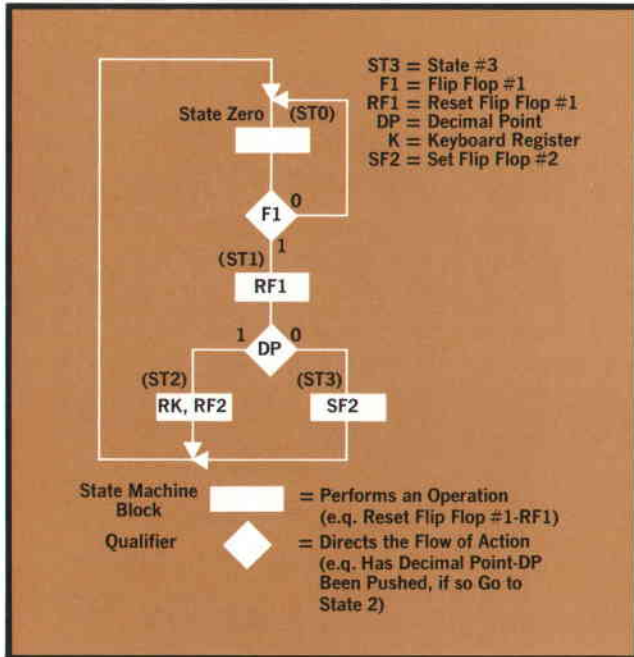 ST3 = State #3
F1 = Flip Flop #1
RF1 = Reset Flip Flop #1
DP = Decimal Point
K = Keyboard Register
SF2 = Set Flip Flop #2
State Zero
(ST0)
F1
0
1
(ST1)
RF1
1
DP
0
(ST2)
(ST3)
RK, RF2
SF2
State Machine
Block
= Performs an Operation
(e.q. Reset Flip Flop #1-RF1)
Qualifier
= Directs the Flow of Action
(e.q. Has Decimal Point-DP
Been Pushed, if so Go to
State 2)